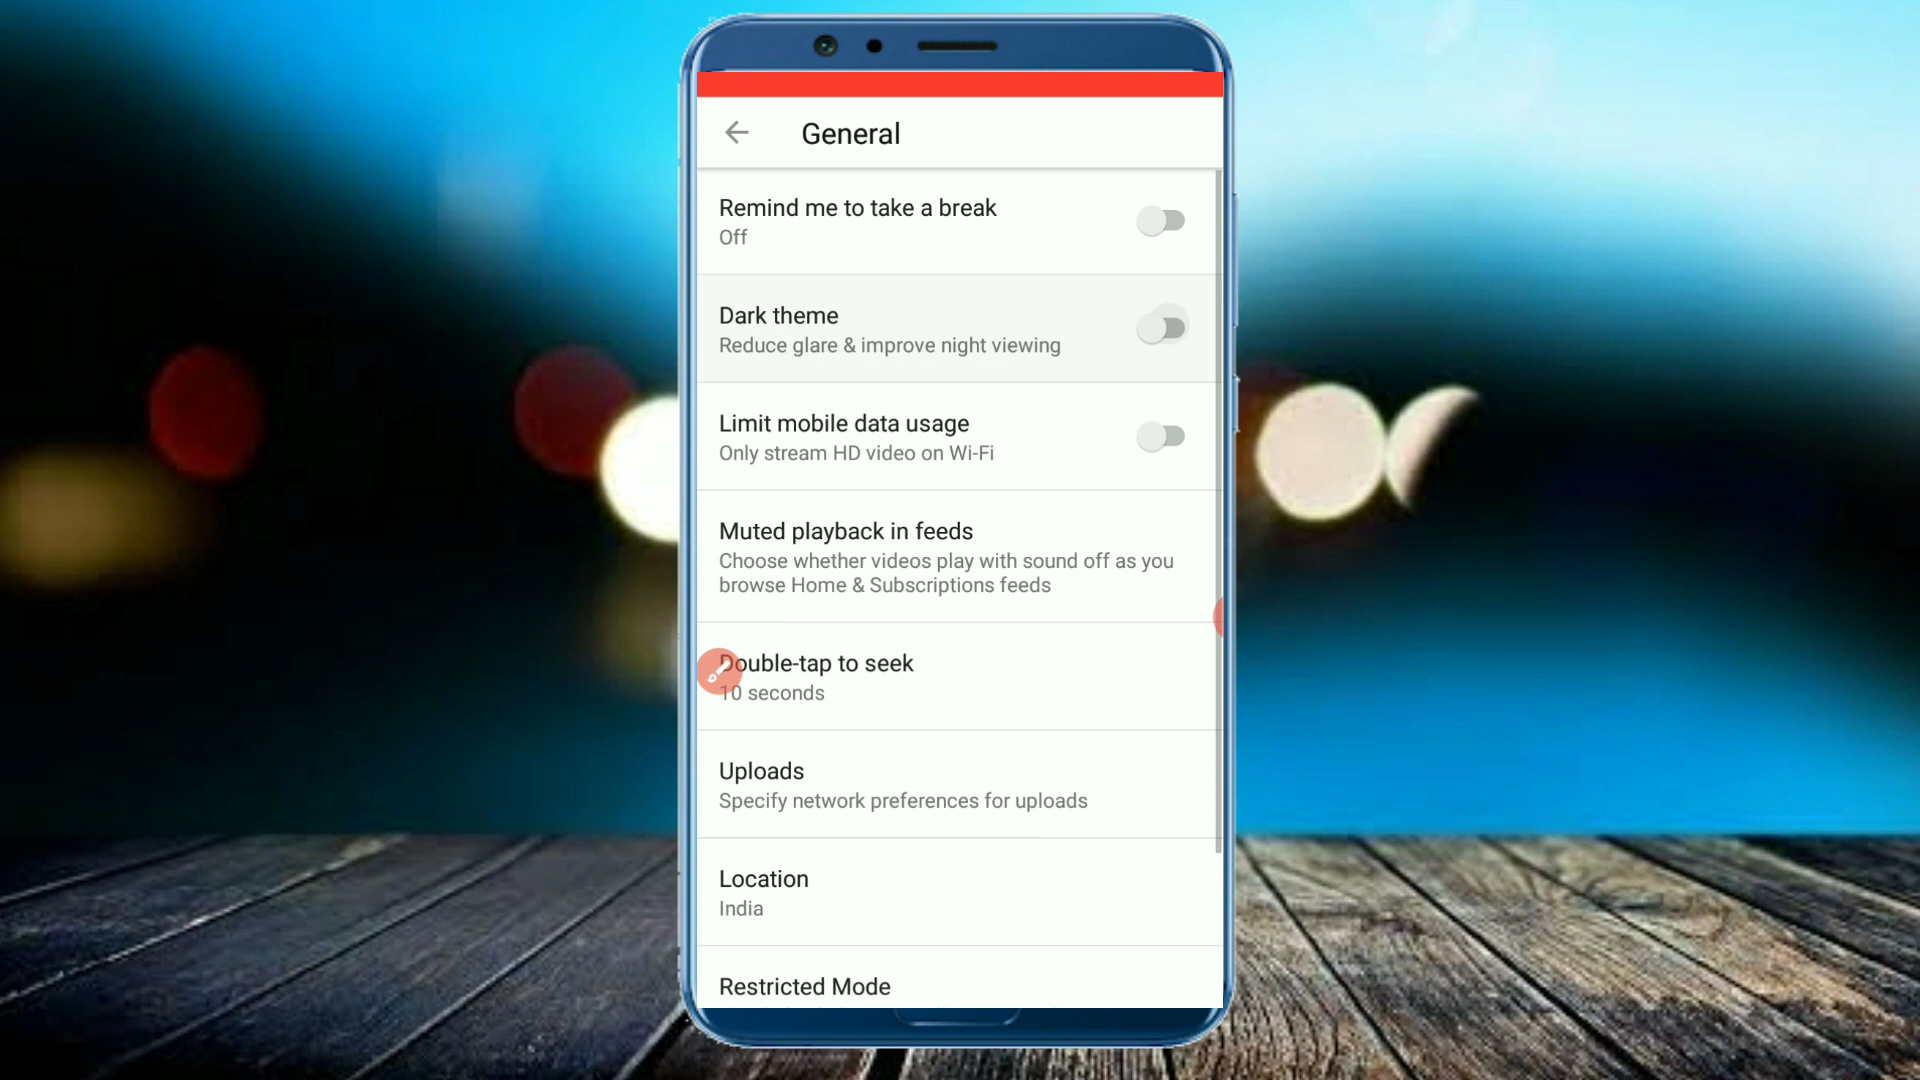 General
Remind me to take a break
Off
Dark theme
Reduce glare & improve night viewing
Limit mobile data usage
Only stream HD video on Wi-Fi
Muted playback in feeds
Choose whether videos play with sound off as you
browse Home & Subscriptions feeds
Double-tap to seek
10 seconds
Uploads
Specify network preferences for uploads
Location
India
Restricted Mode